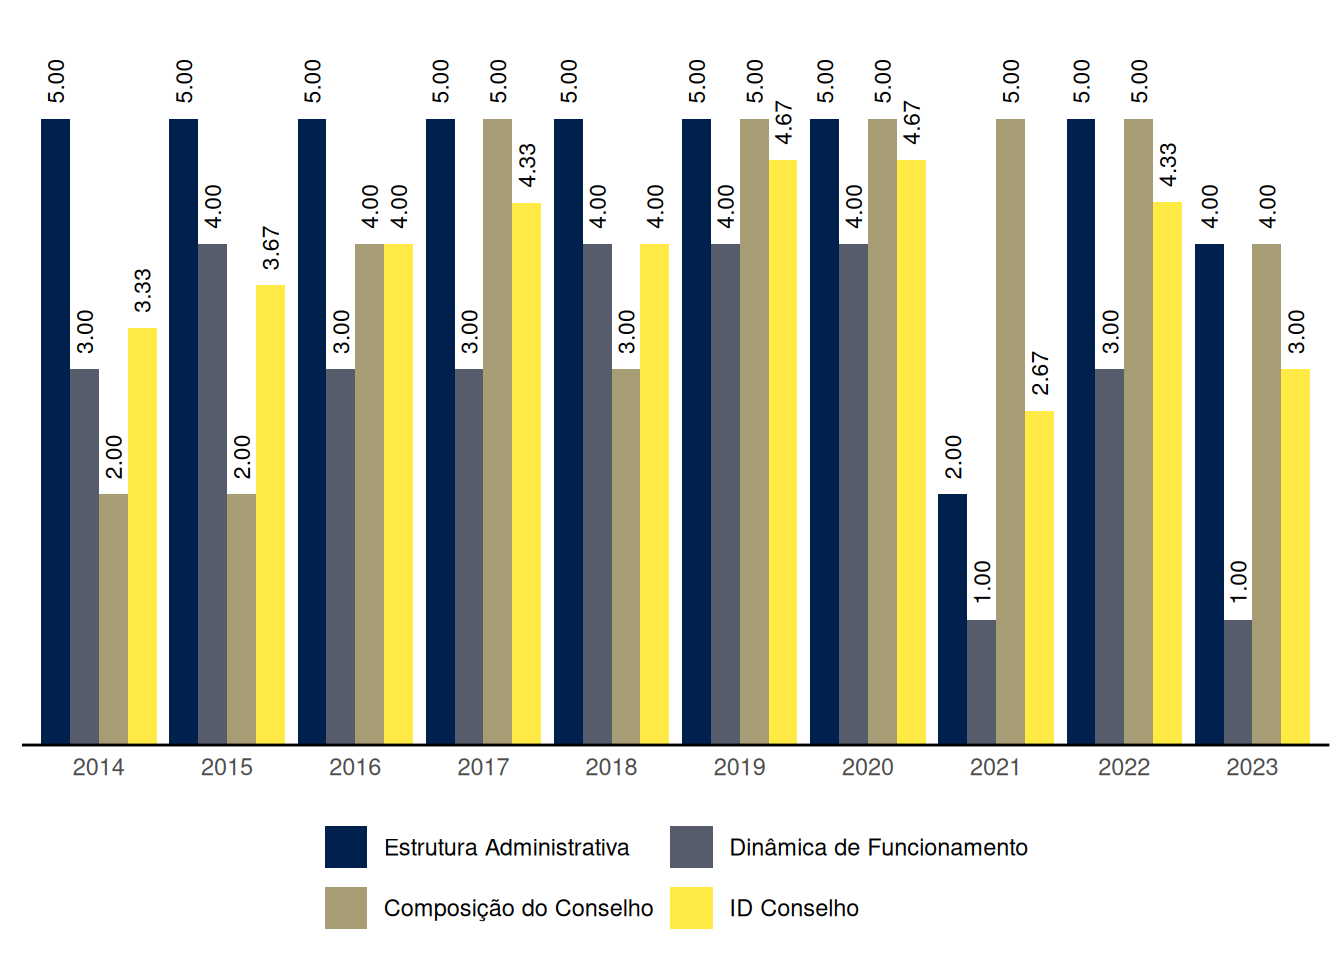 5.00 5.00 5.00 5.00 5.00 5.00 5.00 5.00 5.00 5.00 5.00 5.00
4.67 4.67
4.33 4.33
4.00 4.00 4.00 4.00 4.00 4.00 4.00 4.00 4.00
3.67
3.33
3.00 3.00 3.00 3.00 3.00 3.00
2.67
2.00 2.00 2.00
1.00 1.00
2014 2015 2016 2017 2018 2019 2020 2021 2022 2023
Estrutura Administrativa Dinâmica de Funcionamento
Composição do Conselho ID Conselho